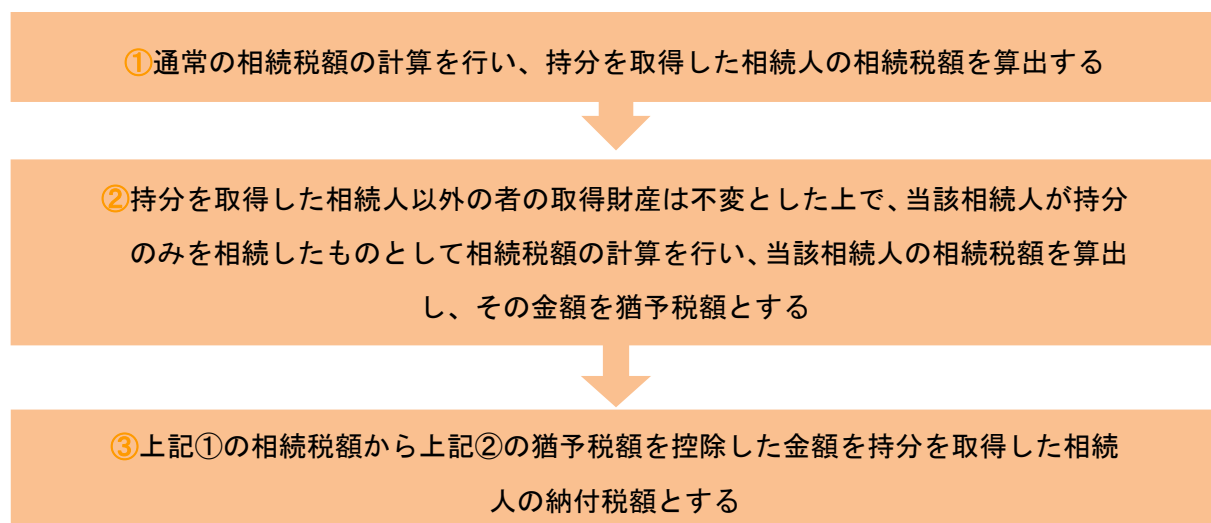 ①通常の相続税額の計算を行い、持分を取得した相続人の相続税額を算出する
②持分を取得した相続人以外の者の取得財産は不変とした上で、当該相続人が持分
のみを相続したものとして相続税額の計算を行い、当該相続人の相続税額を算出
し、その金額を猶予税額とする
③上記①の相続税額から上記②の猶予税額を控除した金額を持分を取得した相続
人の納付税額とする